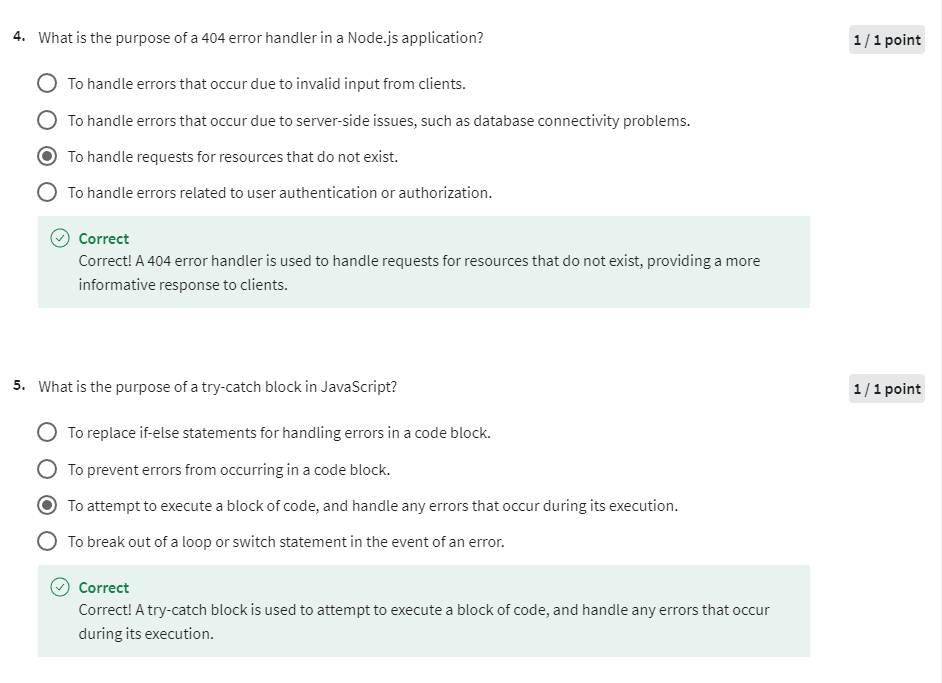 4. What is the purpose of a 404 error handler in a Node.js application?
1 / 1 point
To handle errors that occur due to invalid input from clients.
To handle errors that occur due to server-side issues, such as database connectivity problems.
To handle requests for resources that do not exist.
To handle errors related to user authentication or authorization.
Correct
Correct! A 404 error handler is used to handle requests for resources that do not exist, providing a more
informative response to clients.
5. What is the purpose of a try-catch block in JavaScript?
1 / 1 point
To replace if-else statements for handling errors in a code block.
To prevent errors from occurring in a code block.
To attempt to execute a block of code, and handle any errors that occur during its execution.
To break out of a loop or switch statement in the event of an error.
Correct
Correct! A try-catch block is used to attempt to execute a block of code, and handle any errors that occur
during its execution.